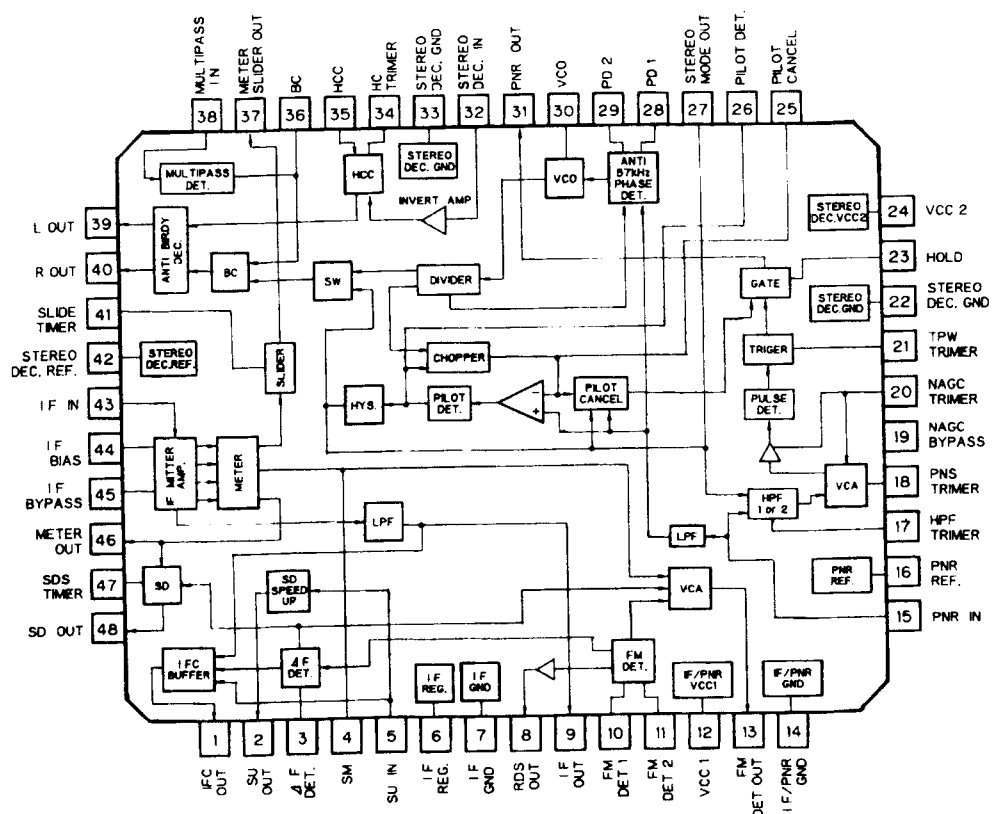 MULTIPASS
IN
METER
SLIDER OUT
BC
HCC
HC
TRIMER
STEREO
DEC. GND
STEREO
DEC. IN
PNR OUT
VCO
PD 2
PD 1
STEREO
MODE OUT
PILOT DET.
PILOT
CANCEL
38
37
36
35
34
33
32
31
30
29
28
27
26
25
MULTIPASS
DET.
HCC
STEREO
DEC. GND
INVERT AMP
VCO
ANTI
57kHz
PHASE
DET.
STEREO
DEC. VCC2
24
VCC 2
L OUT
39
ANTI BIRDY
DEC.
R OUT
40
BC
SW
DIVIDER
GATE
23
HOLD
SLIDE
TIMER
41
STEREO
DEC. GND
22
STEREO
DEC. GND
STEREO
DEC. REF.
42
STEREO
DEC. REF.
SLIDER
CHOPPER
TRIGER
21
TPW
TRIMER
IF IN
43
HYS.
PILOT
DET.
−
+
PILOT
CANCEL
PULSE
DET.
20
NAGC
TRIMER
IF
BIAS
44
IF MITTER
AMP.
METER
19
NAGC
BYPASS
IF
BYPASS
45
LPF
HPF
1 or 2
VCA
18
PNS
TRIMER
METER
OUT
46
LPF
17
HPF
TRIMER
SDS
TIMER
47
SD
SD
SPEED
UP
VCA
PNR
REF.
16
PNR
REF.
SD OUT
48
15
PNR IN
IFC
BUFFER
⊿F
DET.
IF
REG.
IF
GND
FM
DET.
IF/PNR
VCC1
IF/PNR
GND
1
2
3
4
5
6
7
8
9
10
11
12
13
14
IFC
OUT
SU
OUT
⊿F
DET.
SM
SU IN
IF
REG.
IF
GND
RDS
OUT
IF
OUT
FM
DET 1
FM
DET 2
VCC 1
FM
DET OUT
IF/PNR
GND